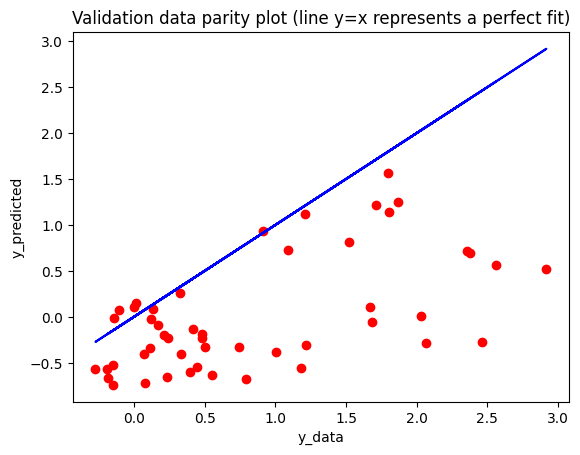 Validation data parity plot (line y=x represents a perfect fit)
3.0
2.5
2.0
1.5
1.0
0.5
0.0
−0.5
y_predicted
0.0 0.5 1.0 1.5 2.0 2.5 3.0
y_data